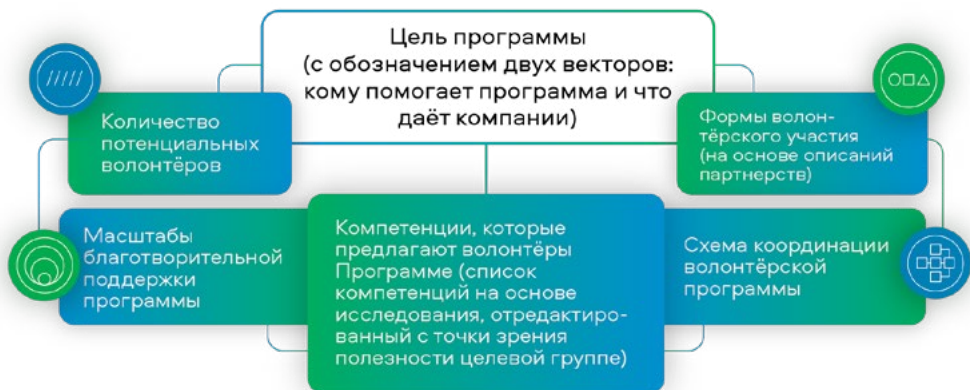 Цель программы
(с обозначением двух векторов:
кому помогает программа и что
даёт компании)
Количество
потенциальных
волонтёров
Формы волон-
тёрского участия
(на основе описаний
партнерств)
Масштабы
благотворительной
поддержки
программы
Компетенции, которые
предлагают волонтёры
Программе (список
компетенций на основе
исследования, отредактиро-
ванный с точки зрения
полезности целевой группе)
Схема координации
волонтёрской
программы